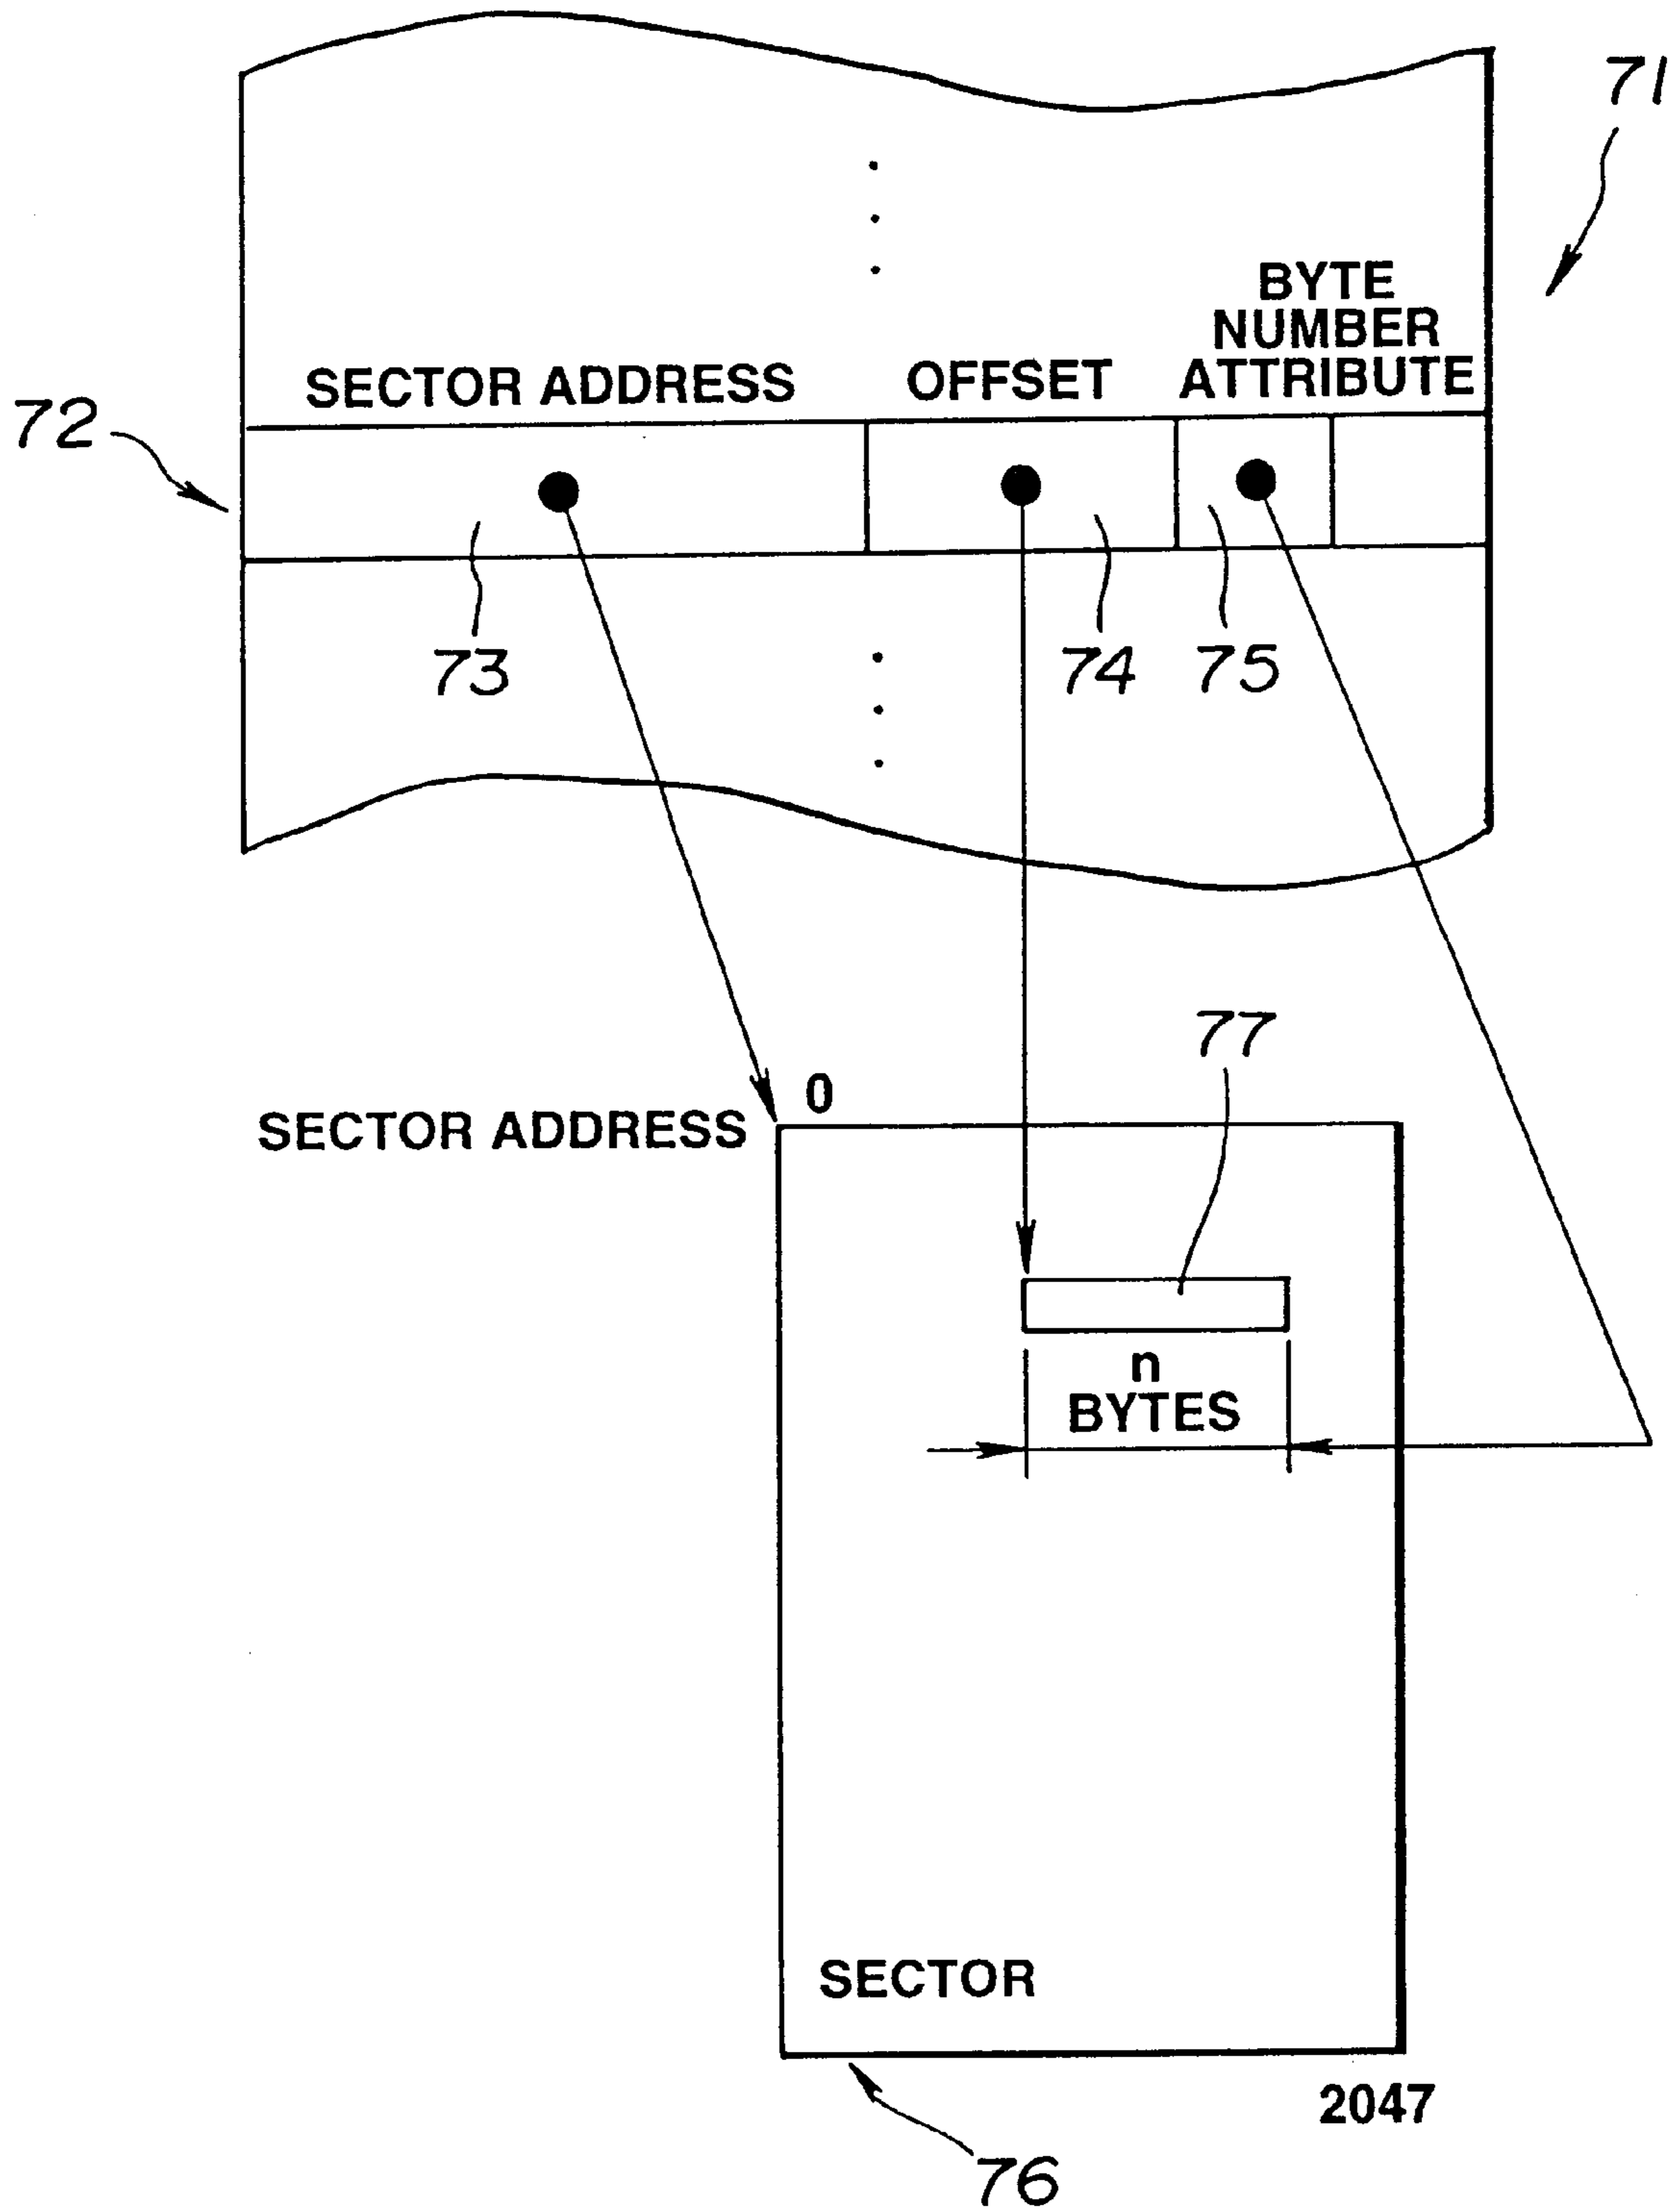 71
BYTE
NUMBER
SECTOR ADDRESS OFFSET ATTRIBUTE
72
73 74 75
77
0
SECTOR ADDRESS
n
BYTES
SECTOR
2047
76